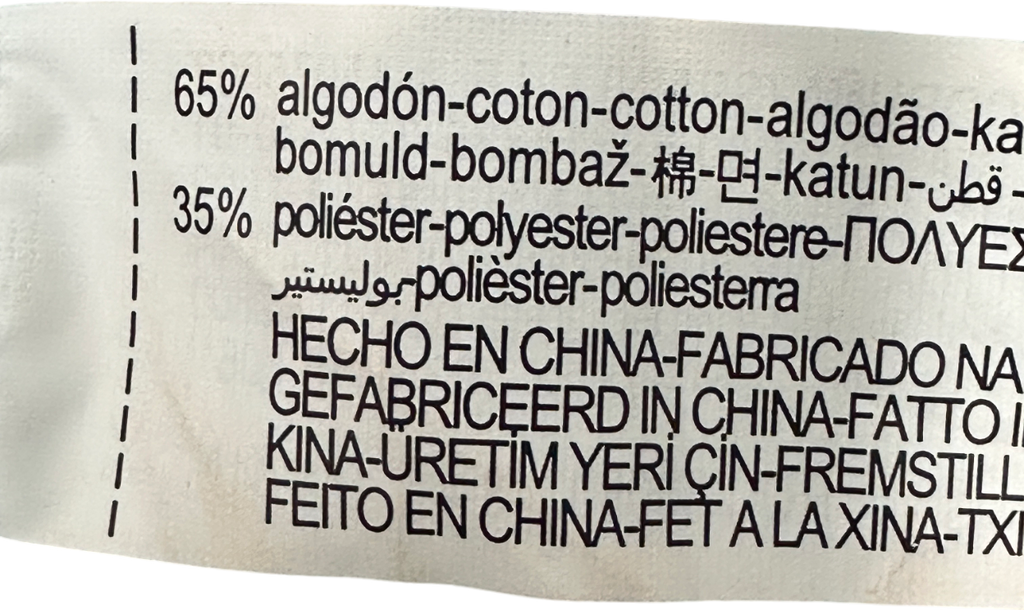 65% algodón-coton-cotton-algodão-ka
bomuld-bombaž-棉-면-katun-قطن -
35% poliéster-polyester-poliestere-ΠΟΛΥΕΣ
بوليستير-polièster-poliesterra
HECHO EN CHINA-FABRICADO NA
GEFABRICEERD IN CHINA-FATTO I
KINA-ÜRETİM YERİ ÇİN-FREMSTILL
FEITO EN CHINA-FET A LA XINA-TXI